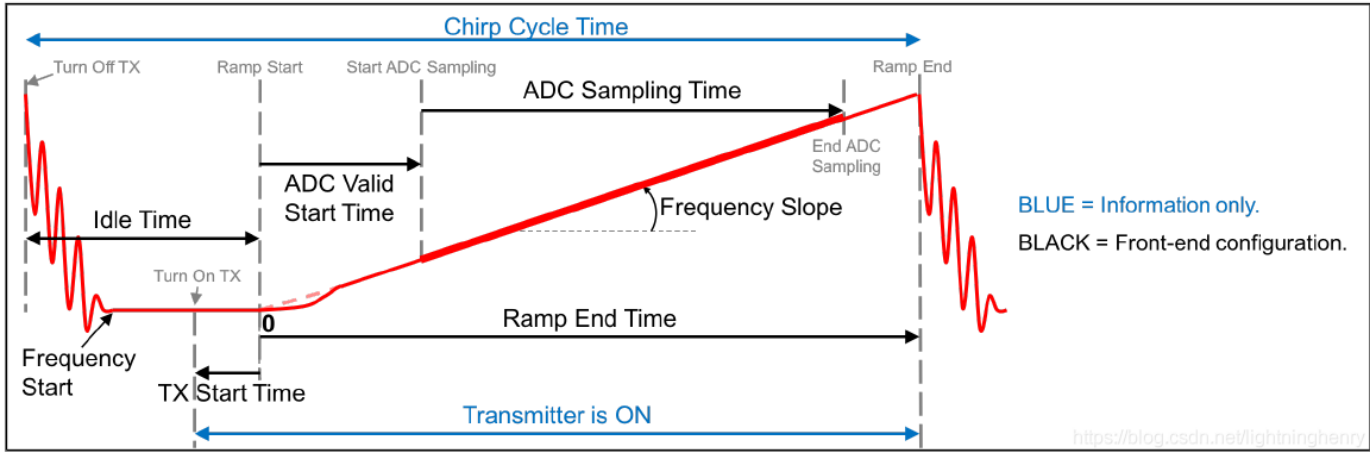 Chirp Cycle Time
Turn Off TX
Ramp Start
Start ADC Sampling
Ramp End
ADC Sampling Time
End ADC
Sampling
ADC Valid
Start Time
Frequency Slope
Idle Time
BLUE = Information only.
BLACK = Front-end configuration.
Turn On TX
0
Ramp End Time
Frequency
Start
TX Start Time
Transmitter is ON
https://blog.csdn.net/lightninghenry